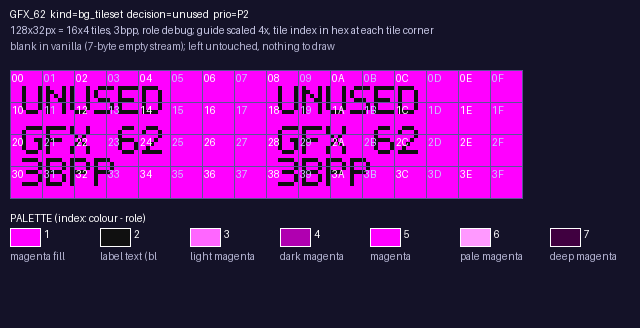 GFX_62 kind=bg_tileset decision=unused prio=P2
128x32px = 16x4 tiles, 3bpp, role debug; guide scaled 4x, tile index in hex at each tile corner
blank in vanilla (7-byte empty stream); left untouched, nothing to draw
00 01 02 03 04 05 06 07 08 09 0A 0B 0C 0D 0E 0F
UNUSED UNUSED
10 11 12 13 14 15 16 17 18 19 1A 1B 1C 1D 1E 1F
GFX 62 GFX 62
20 21 22 23 24 25 26 27 28 29 2A 2B 2C 2D 2E 2F
3BPP 3BPP
30 31 32 33 34 35 36 37 38 39 3A 3B 3C 3D 3E 3F
PALETTE (index: colour - role)
1 2 3 4 5 6 7
magenta fill label text (bl light magenta dark magenta magenta pale magenta deep magenta